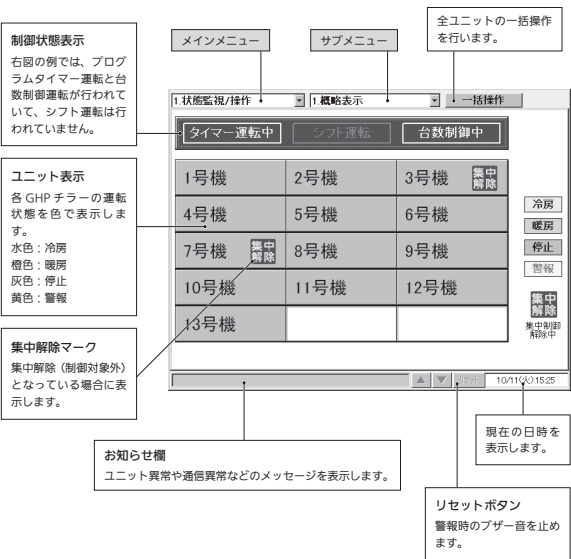 制御状態表示
右図の例では、プログ
ラムタイマー運転と台
数制御運転が行われて
いて、シフト運転は行
われていません。
メインメニュー
サブメニュー
全ユニットの一括操作
を行います。
1.状態監視/操作
1.概略表示
一括操作
タイマー運転中
シフト運転
台数制御中
ユニット表示
各 GHP チラーの運転
状態を色で表示しま
す。
水色：冷房
橙色：暖房
灰色：停止
黄色：警報
1号機
2号機
3号機 集中
解除
4号機
5号機
6号機
7号機 集中
解除
8号機
9号機
10号機
11号機
12号機
13号機
冷房
暖房
停止
警報
集中
解除
集中制御
解除中
集中解除マーク
集中解除（制御対象外）
となっている場合に表
示します。
▲ ▼ リセット 10/11(火)15:25
お知らせ欄
ユニット異常や通信異常などのメッセージを表示します。
現在の日時を
表示します。
リセットボタン
警報時のブザー音を止め
ます。